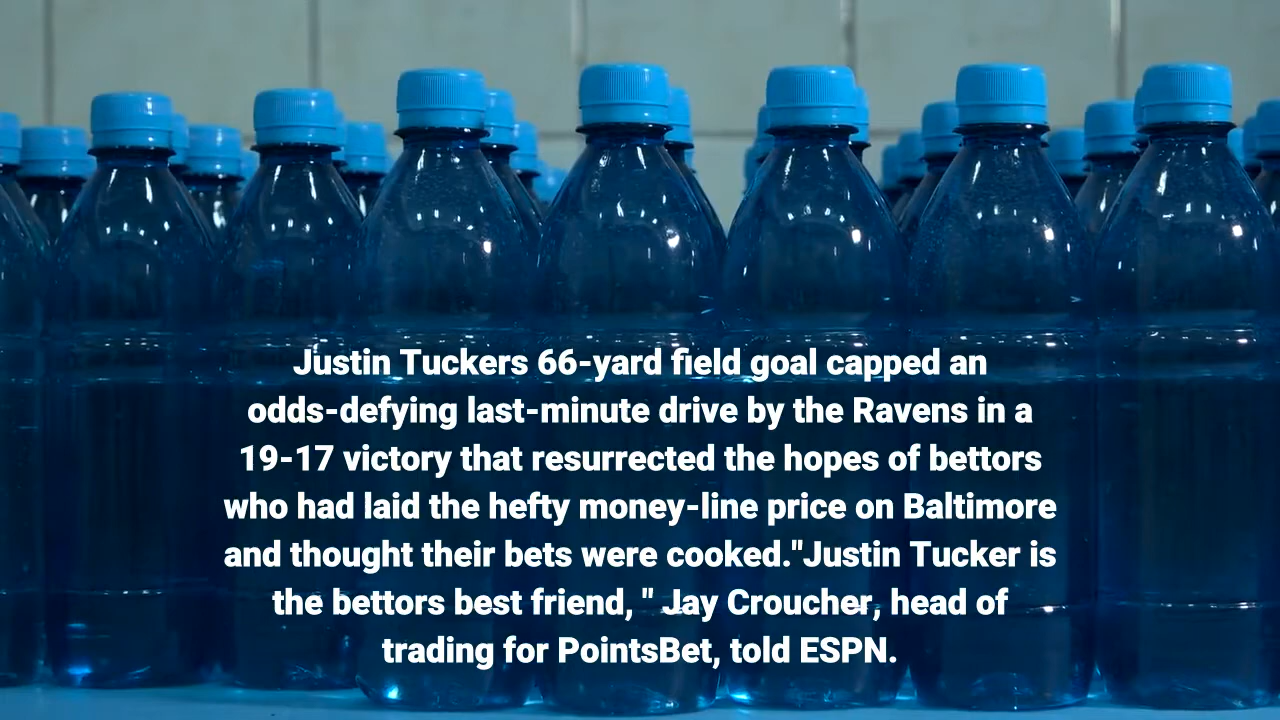 Justin Tuckers 66-yard field goal capped an
odds-defying last-minute drive by the Ravens in a
19-17 victory that resurrected the hopes of bettors
who had laid the hefty money-line price on Baltimore
and thought their bets were cooked."Justin Tucker is
the bettors best friend, " Jay Croucher, head of
trading for PointsBet, told ESPN.